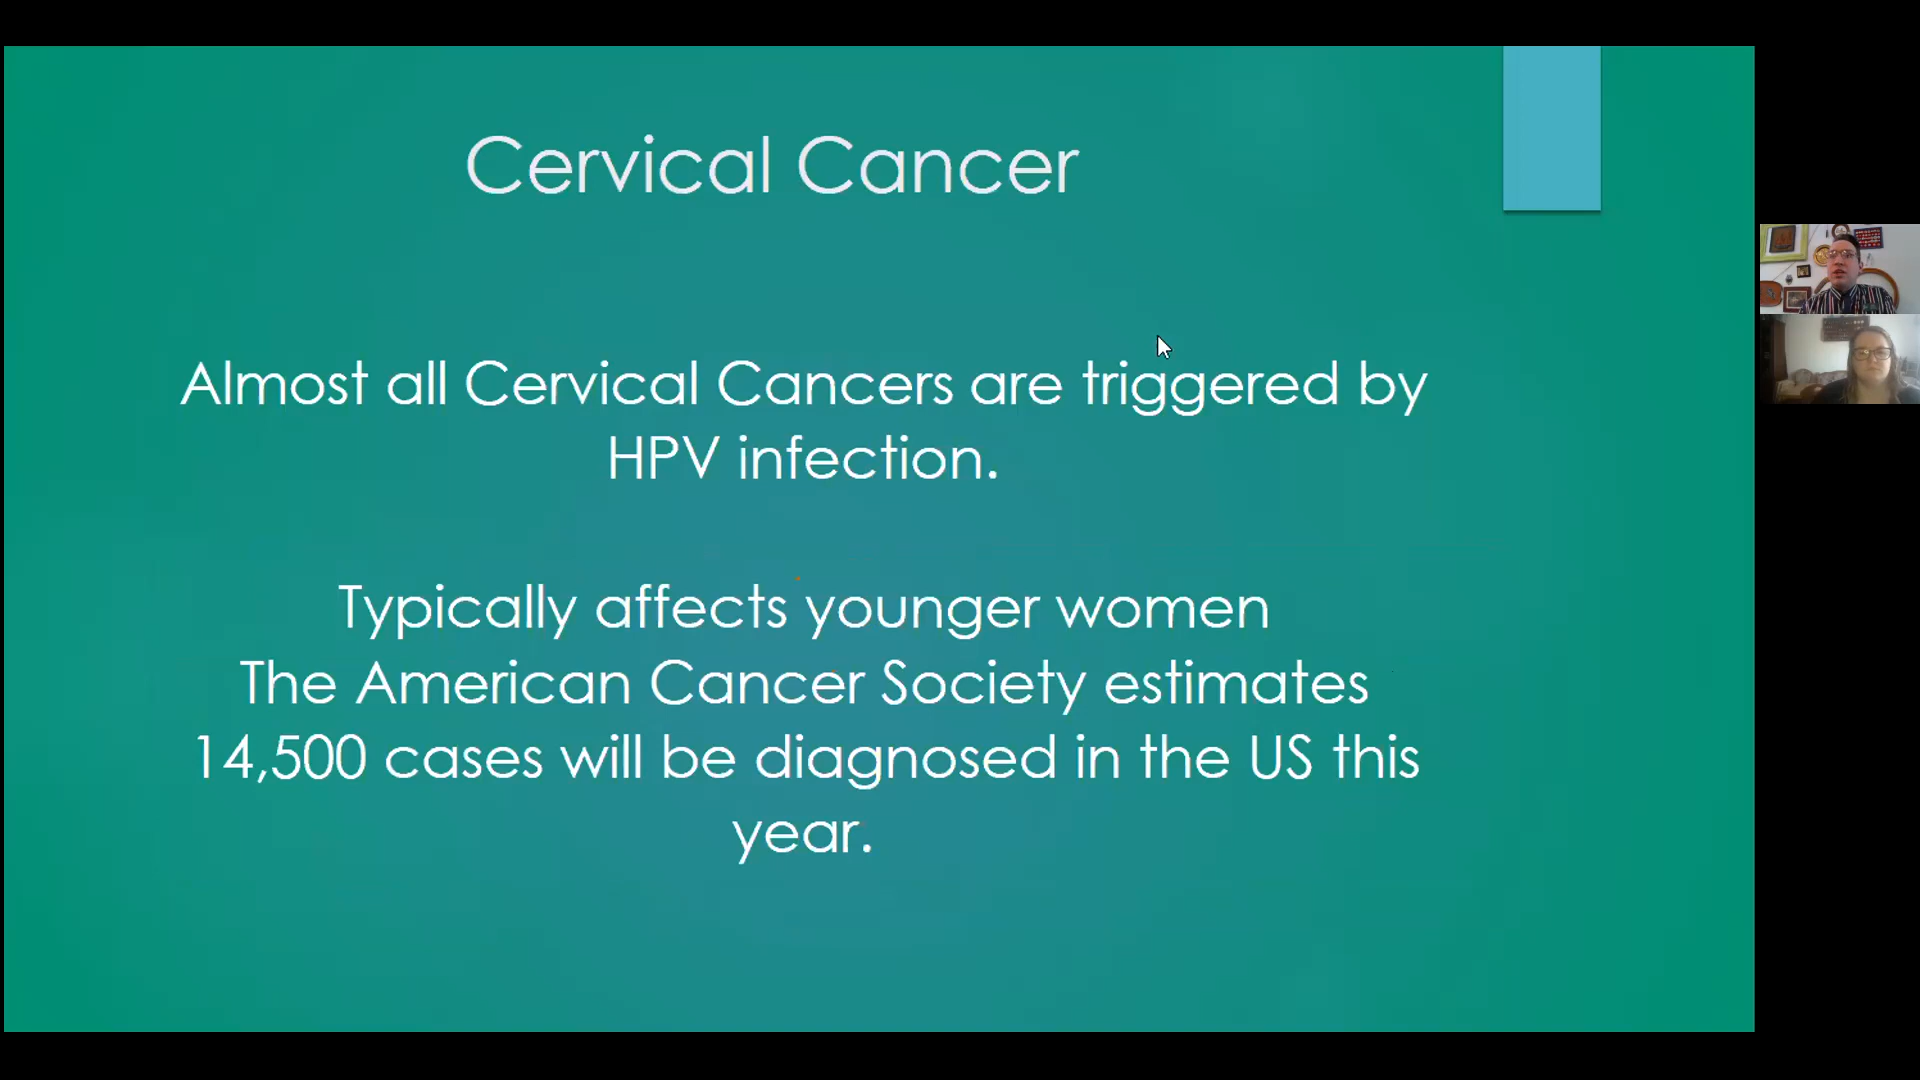 Cervical Cancer
Almost all Cervical Cancers are triggered by
HPV infection.
Typically affects younger women
The American Cancer Society estimates
14,500 cases will be diagnosed in the US this
year.